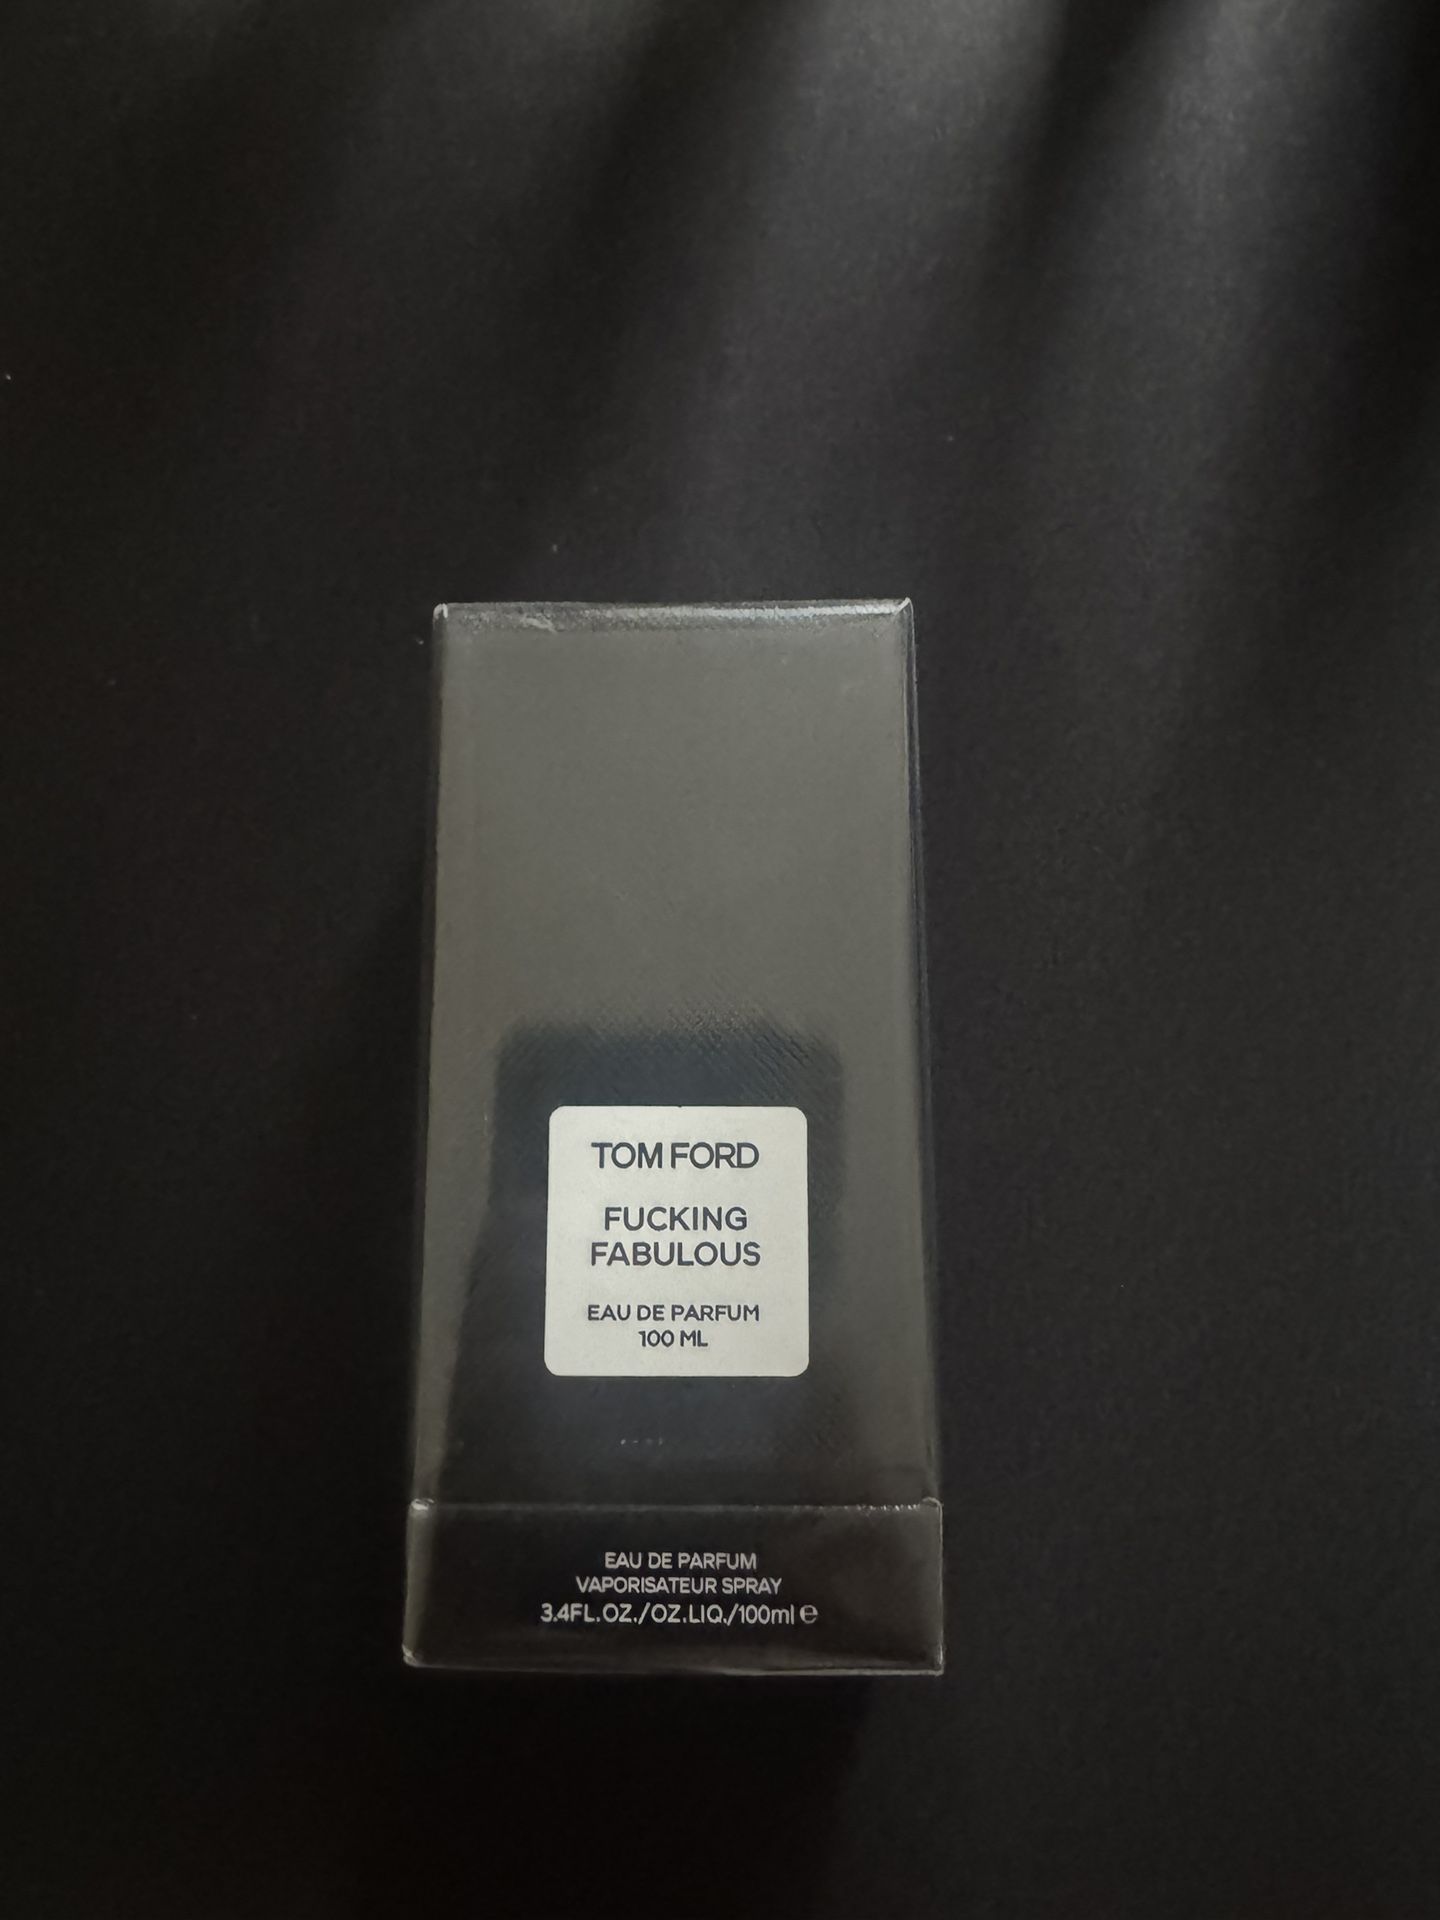 TOM FORD
FUCKING
FABULOUS
EAU DE PARFUM
100 ML
EAU DE PARFUM
VAPORISATEUR SPRAY
3.4FL.OZ./OZ.LIQ./100ml ℮